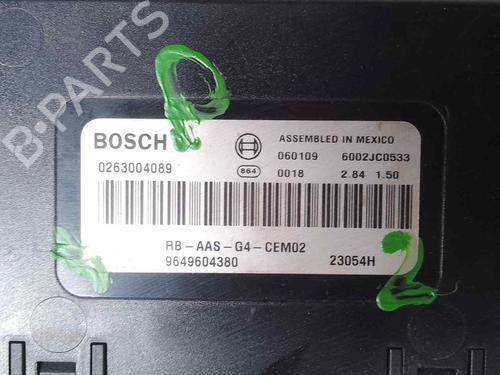 B-PARTS
P
BOSCH
ASSEMBLED IN MEXICO
060109 6002JC0533
0263004089
864
0018 2.84 1.50
RB-AAS-G4-CEM02
9649604380
23054H
2